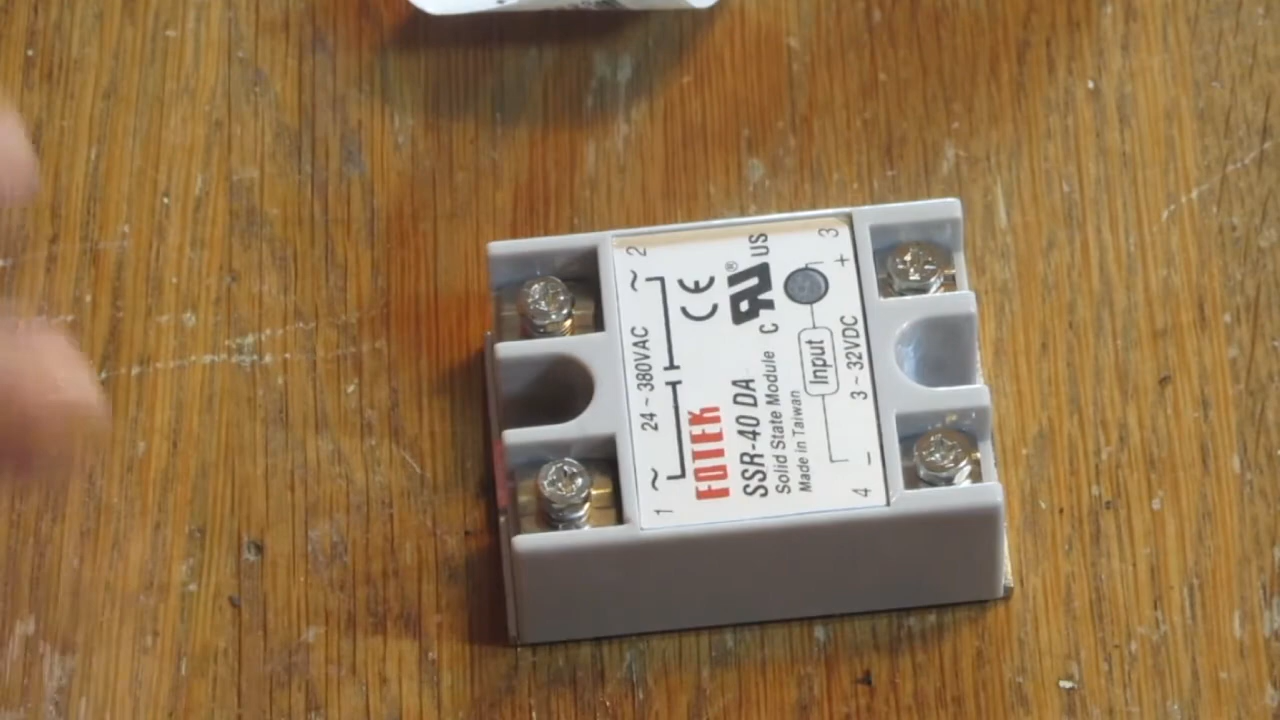 1 ~ 24 ~ 380VAC ~ 2
FOTEK CE
SSR-40 DA
Solid State Module
Made in Taiwan
C RU® US
Input
4 - 3 ~ 32VDC + 3